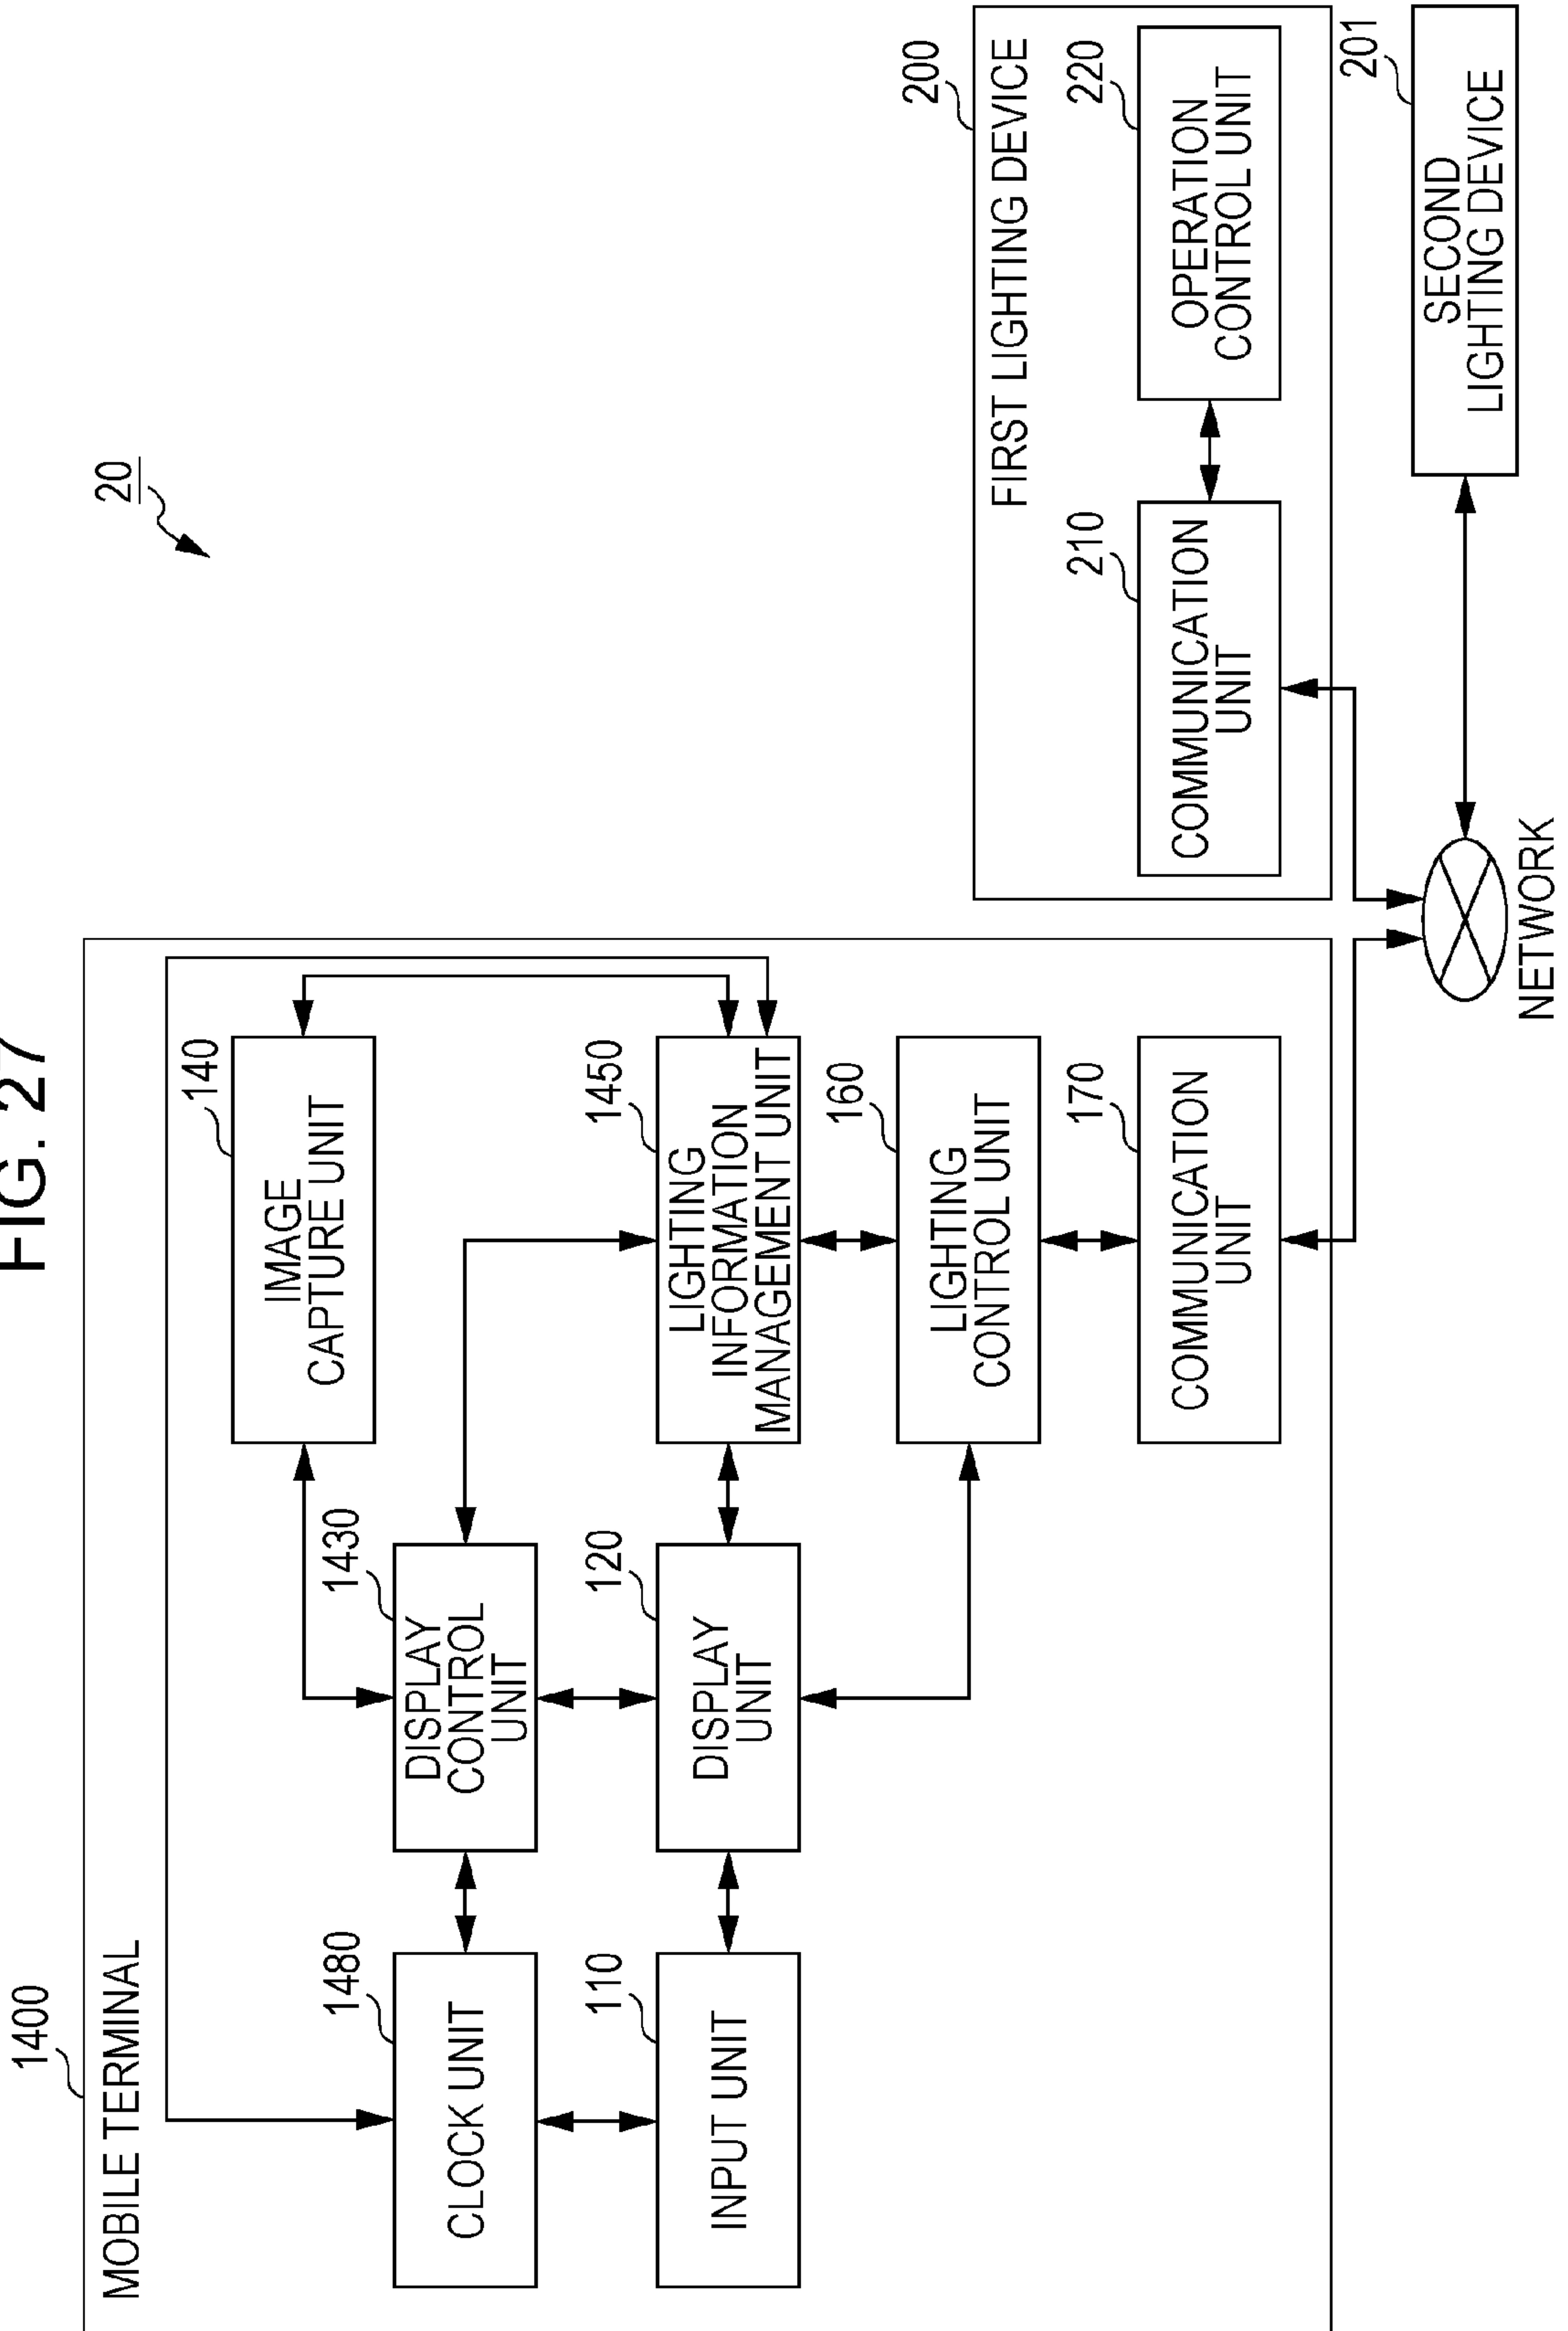 FIG. 27
20
1400
MOBILE TERMINAL
140
IMAGE
CAPTURE UNIT
1480
CLOCK UNIT
1430
DISPLAY
CONTROL
UNIT
110
INPUT UNIT
120
DISPLAY
UNIT
1450
LIGHTING
INFORMATION
MANAGEMENT UNIT
160
LIGHTING
CONTROL UNIT
170
COMMUNICATION
UNIT
200
FIRST LIGHTING DEVICE
210
COMMUNICATION
UNIT
220
OPERATION
CONTROL UNIT
201
SECOND
LIGHTING DEVICE
NETWORK